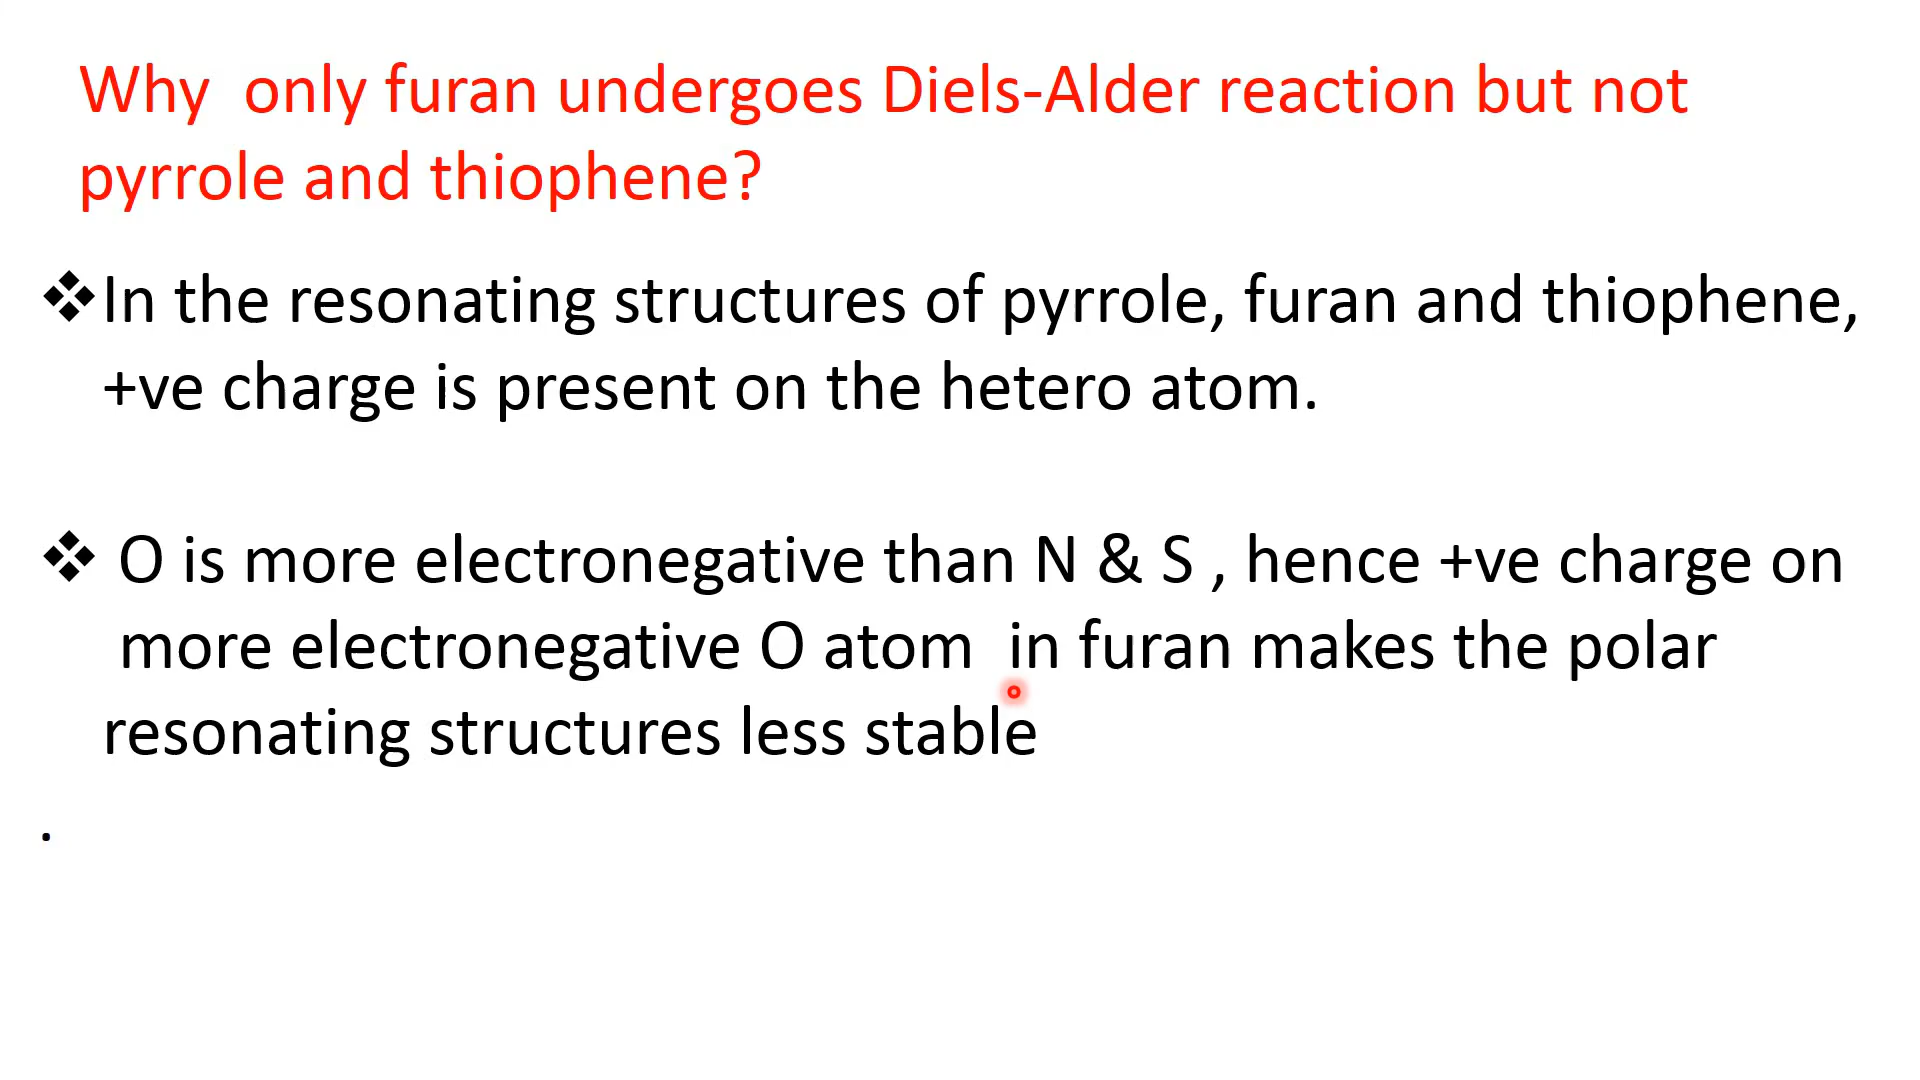 Why only furan undergoes Diels-Alder reaction but not
pyrrole and thiophene?
❖In the resonating structures of pyrrole, furan and thiophene,
+ve charge is present on the hetero atom.
❖ O is more electronegative than N & S , hence +ve charge on
more electronegative O atom in furan makes the polar
resonating structures less stable
.